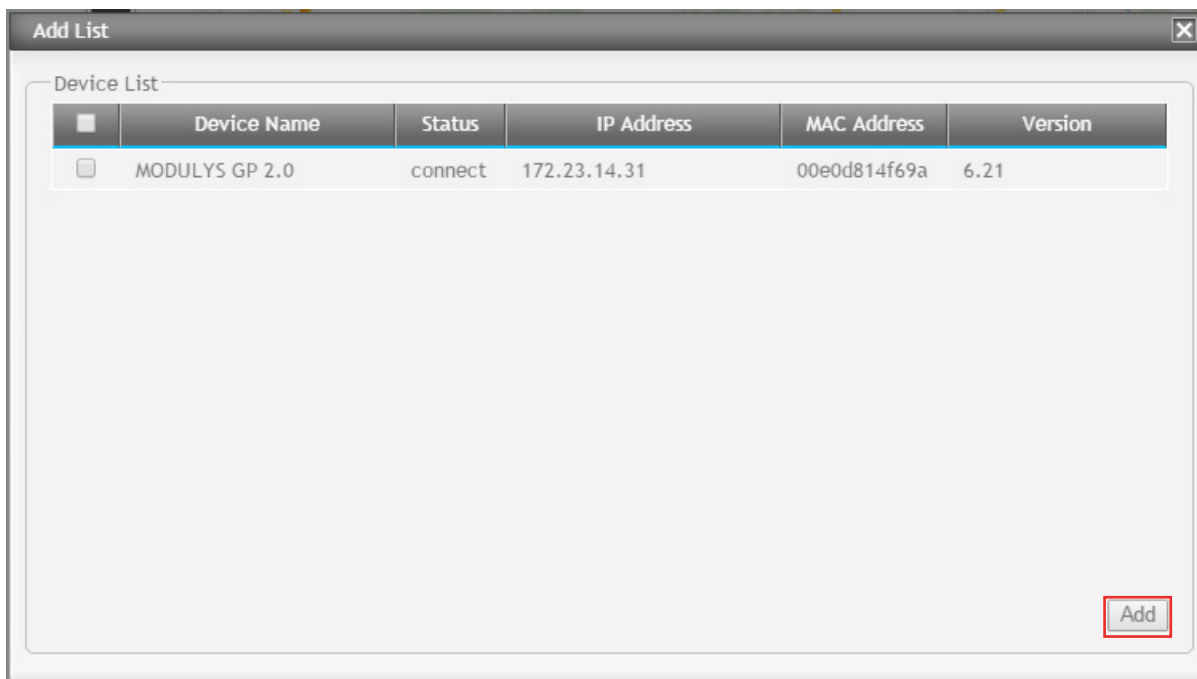 Add List
Device List
Device Name Status IP Address MAC Address Version
MODULYS GP 2.0 connect 172.23.14.31 00e0d814f69a 6.21
Add